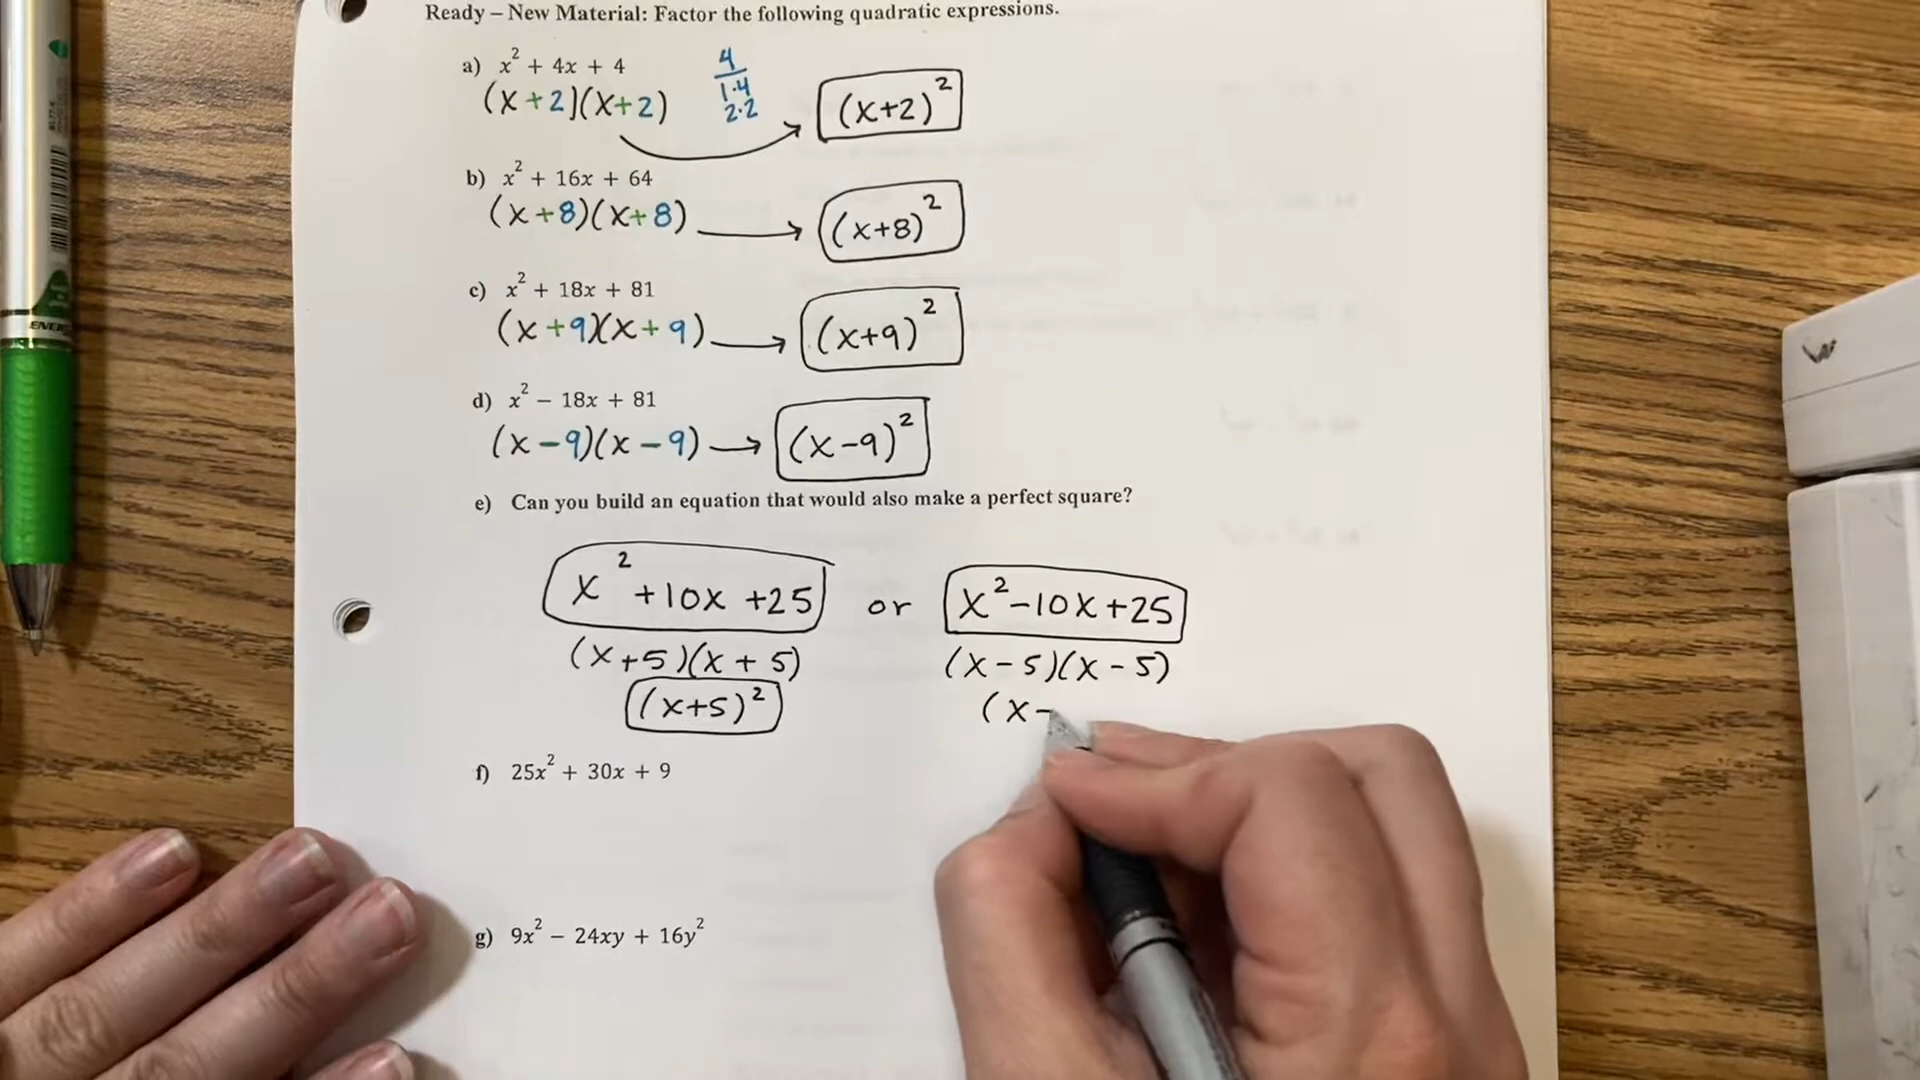 Ready – New Material: Factor the following quadratic expressions.
a) x² + 4x + 4
4
1·4
2·2
(x+2)(x+2)
(x+2)²
b) x² + 16x + 64
(x+8)(x+8)
(x+8)²
c) x² + 18x + 81
(x+9)(x+9)
(x+9)²
d) x² − 18x + 81
(x−9)(x−9)
(x−9)²
e) Can you build an equation that would also make a perfect square?
x² +10x +25 or x²−10x+25
(x+5)(x+5) (x−5)(x−5)
(x+5)² (x−
f) 25x² + 30x + 9
g) 9x² − 24xy + 16y²